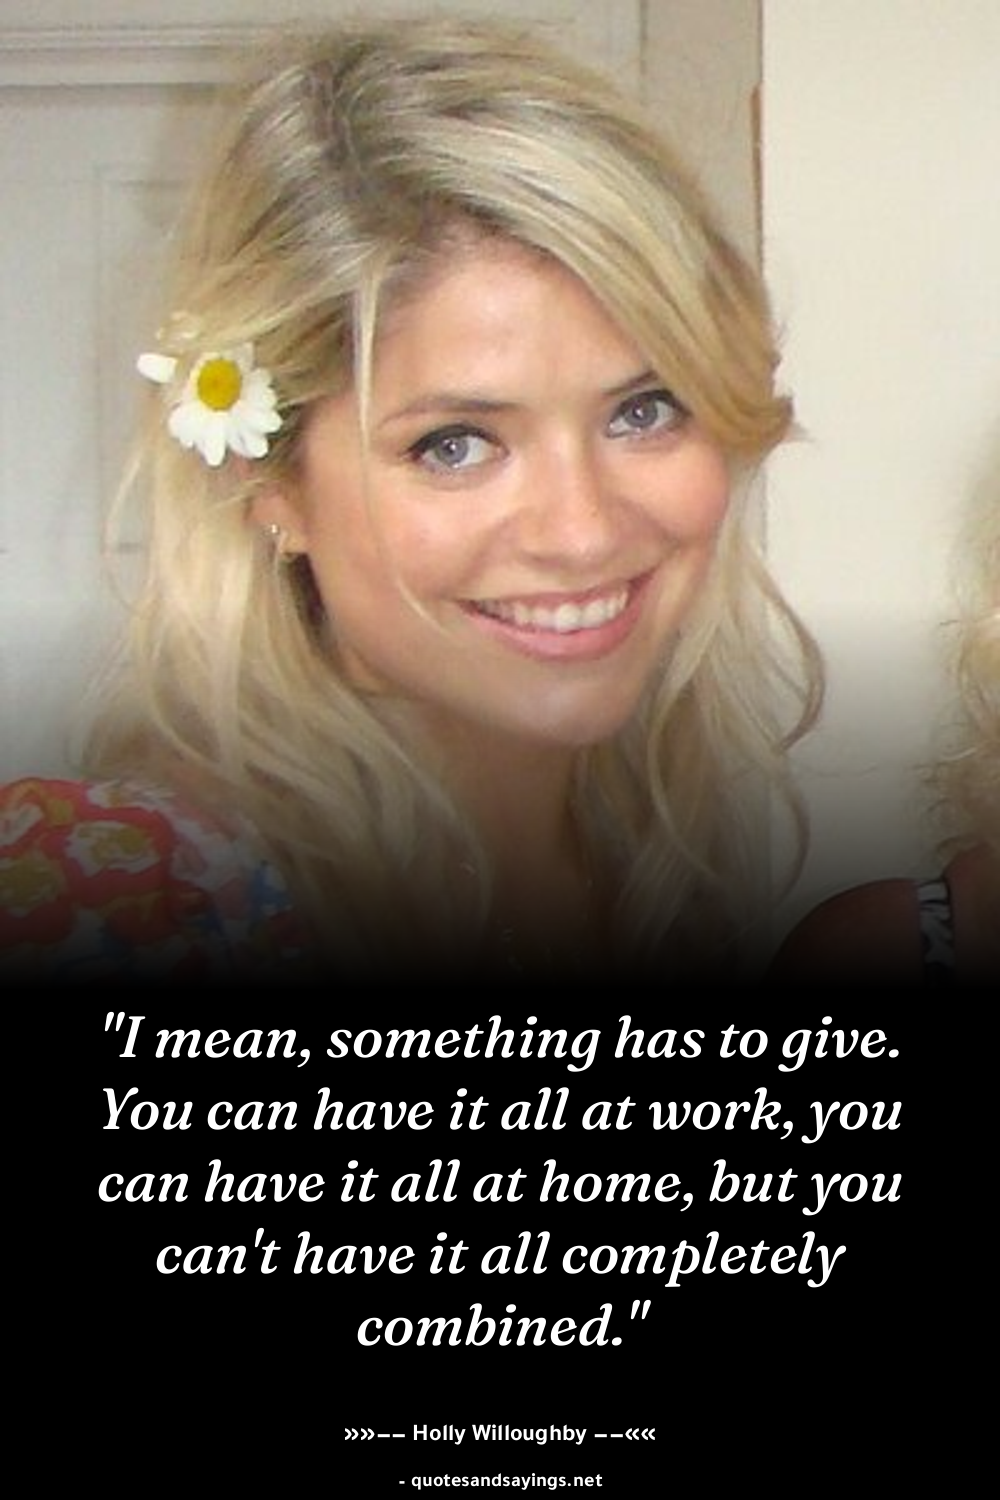 "I mean, something has to give.
You can have it all at work, you
can have it all at home, but you
can't have it all completely
combined."
»»–– Holly Willoughby ––««
- quotesandsayings.net